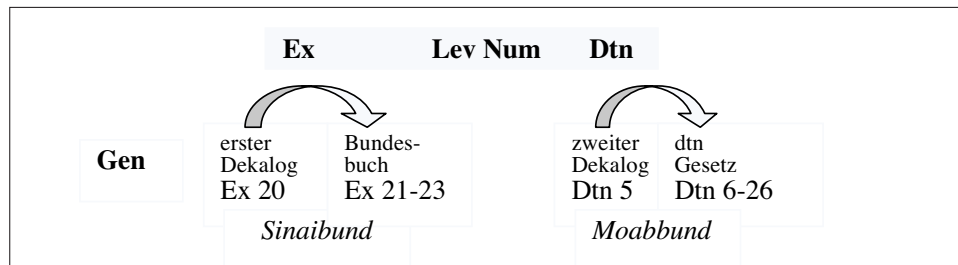 Ex Lev Num Dtn
Gen
erster
Dekalog
Ex 20
Bundes-
buch
Ex 21-23
Sinaibund
zweiter
Dekalog
Dtn 5
dtn
Gesetz
Dtn 6-26
Moabbund